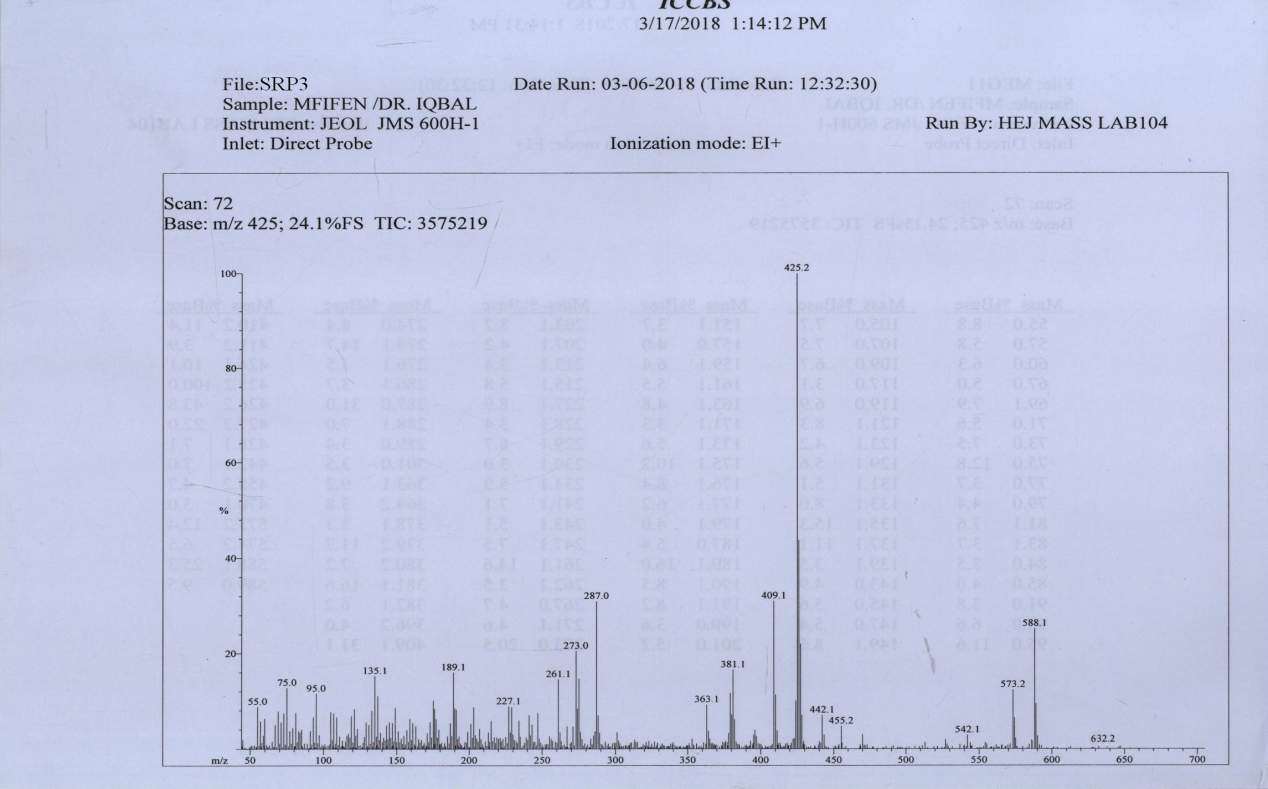 ICCBS
3/17/2018 1:14:12 PM
File:SRP3 Date Run: 03-06-2018 (Time Run: 12:32:30)
Sample: MFIFEN /DR. IQBAL
Instrument: JEOL JMS 600H-1 Run By: HEJ MASS LAB104
Inlet: Direct Probe Ionization mode: EI+
Scan: 72
Base: m/z 425; 24.1%FS TIC: 3575219
425.2
100
80
60
%
40
287.0 409.1
588.1
20
273.0 381.1
135.1 189.1 261.1
75.0 95.0 573.2
55.0 227.1 363.1
442.1
455.2
542.1
632.2
m/z 50 100 150 200 250 300 350 400 450 500 550 600 650 700